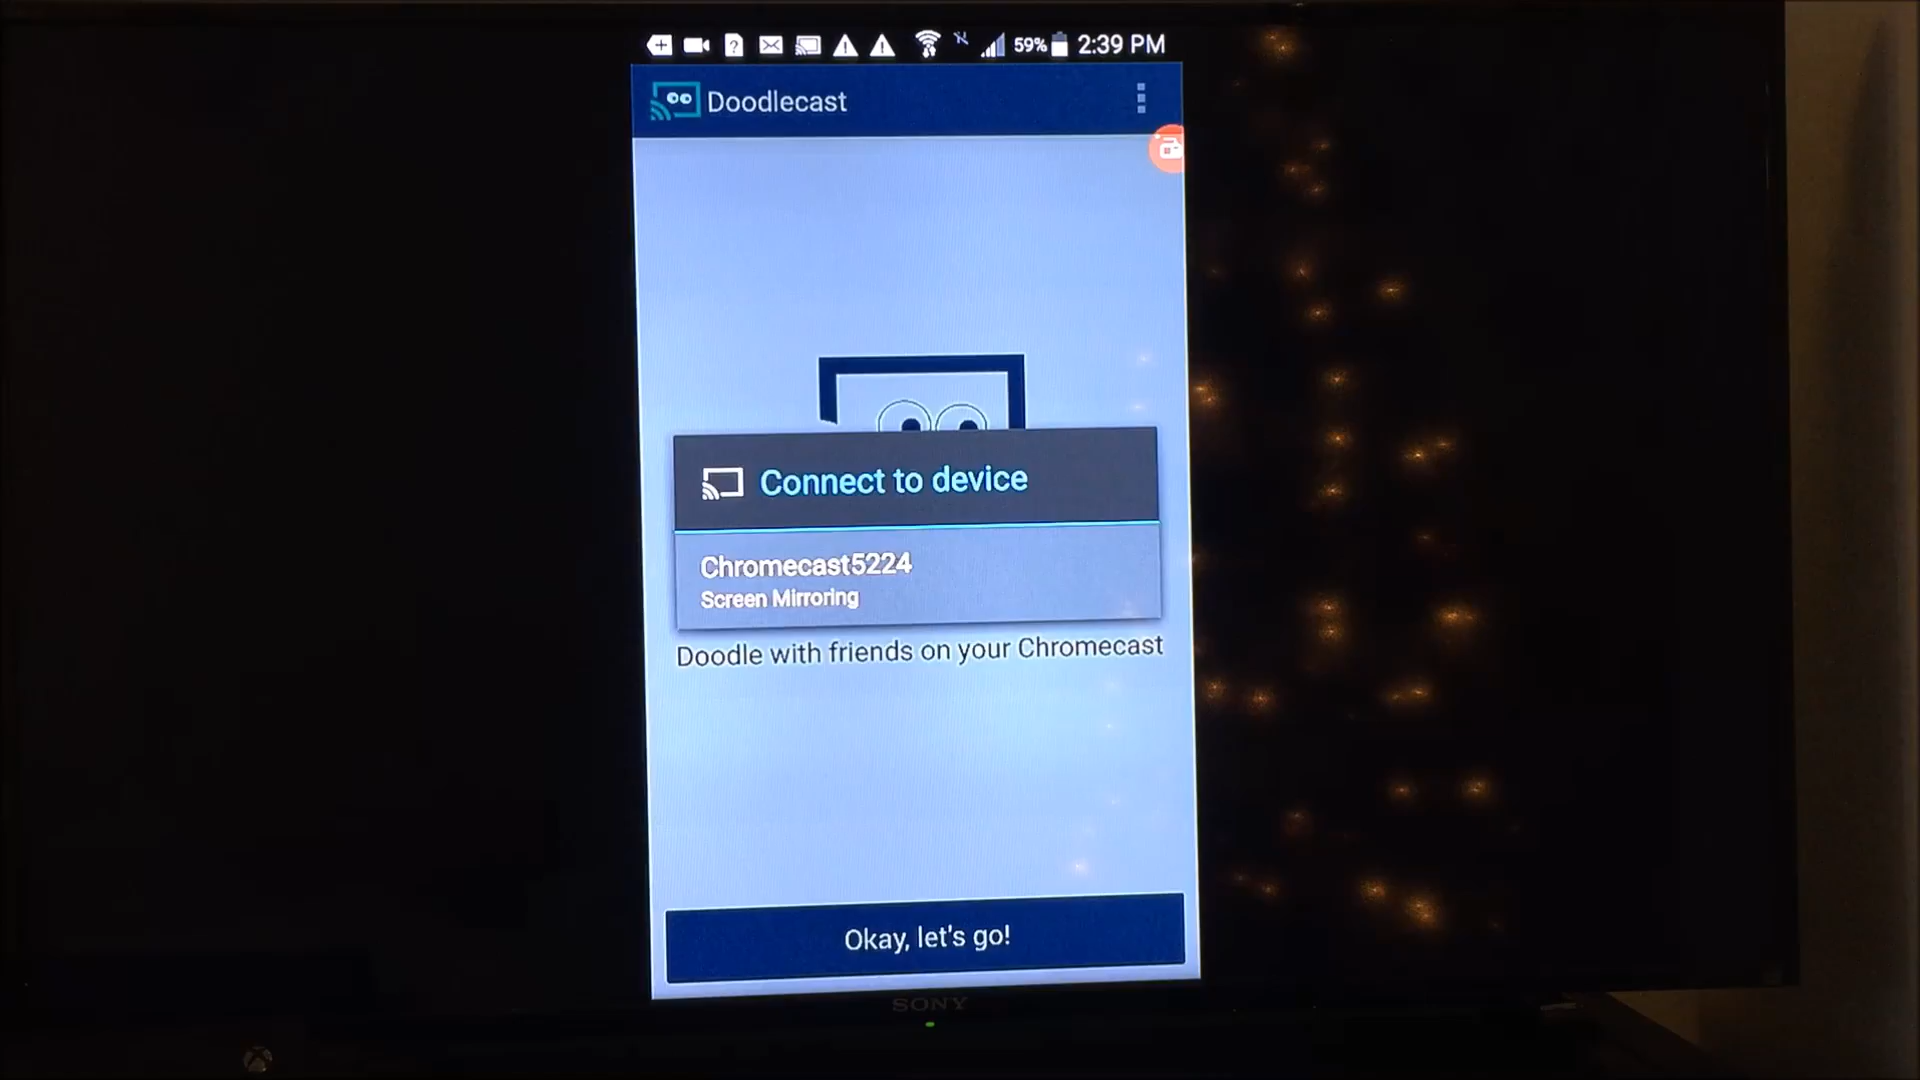 59% 2:39 PM
Doodlecast
Connect to device
Chromecast5224
Screen Mirroring
Doodle with friends on your Chromecast
Okay, let's go!
SONY